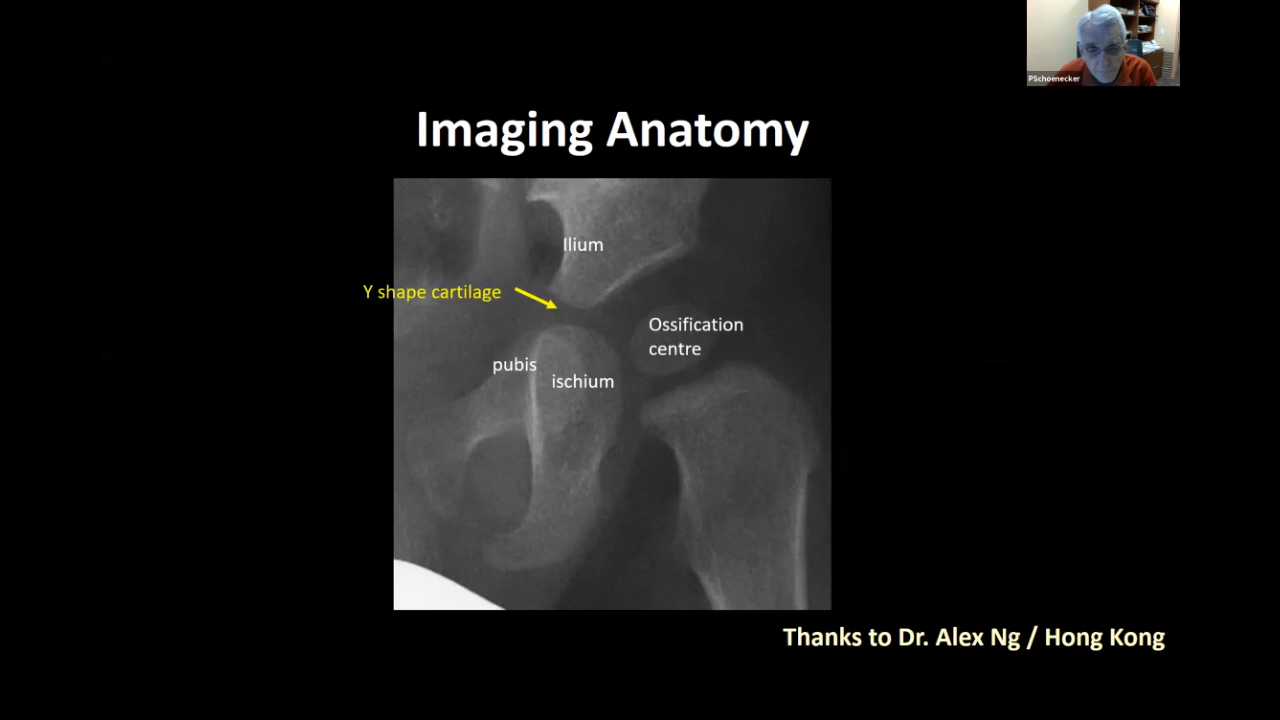 PSchoenecker
Imaging Anatomy
Ilium
Y shape cartilage
Ossification
centre
pubis
ischium
Thanks to Dr. Alex Ng / Hong Kong